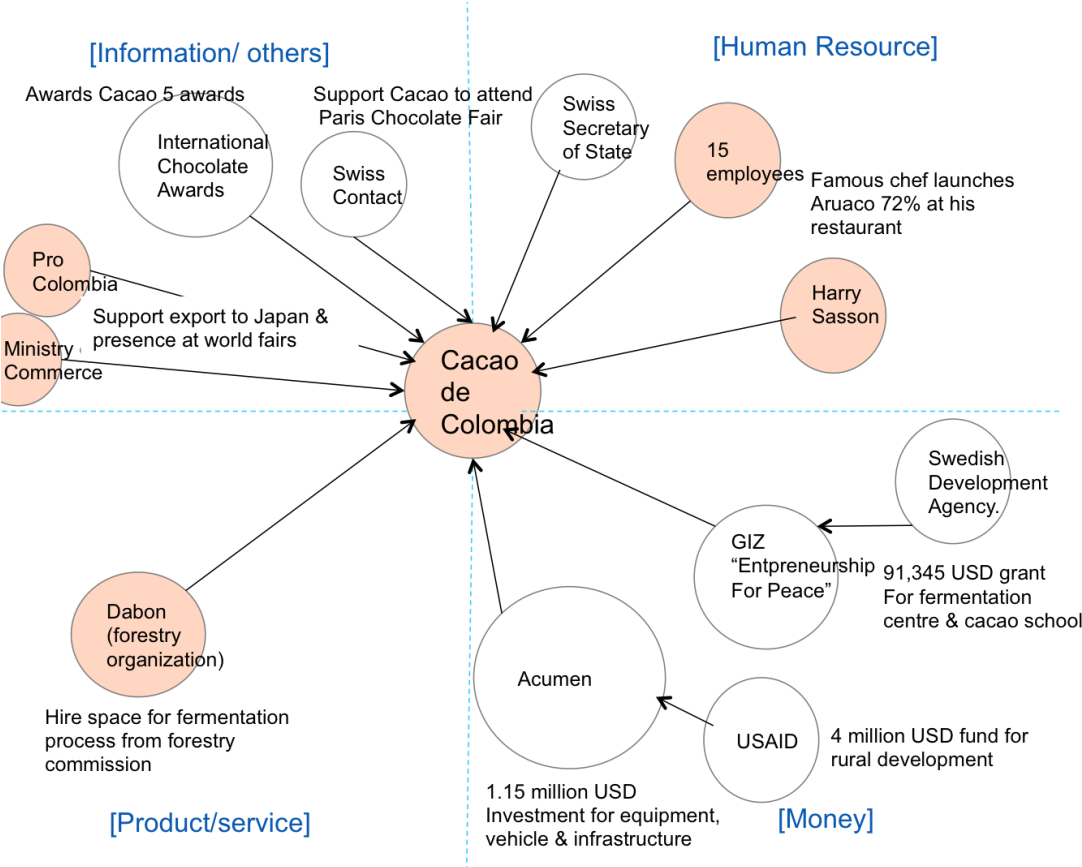 [Information/ others]
[Human Resource]
Awards Cacao 5 awards
Support Cacao to attend
Paris Chocolate Fair
International
Chocolate
Awards
Swiss
Contact
Swiss
Secretary
of State
15
employees
Famous chef launches
Aruaco 72% at his
restaurant
Pro
Colombia
Support export to Japan &
presence at world fairs
Ministry
Commerce
Harry
Sasson
Cacao
de
Colombia
Swedish
Development
Agency.
GIZ
“Entpreneurship
For Peace”
91,345 USD grant
For fermentation
centre & cacao school
Dabon
(forestry
organization)
Hire space for fermentation
process from forestry
commission
Acumen
USAID
4 million USD fund for
rural development
1.15 million USD
Investment for equipment,
vehicle & infrastructure
[Product/service]
[Money]